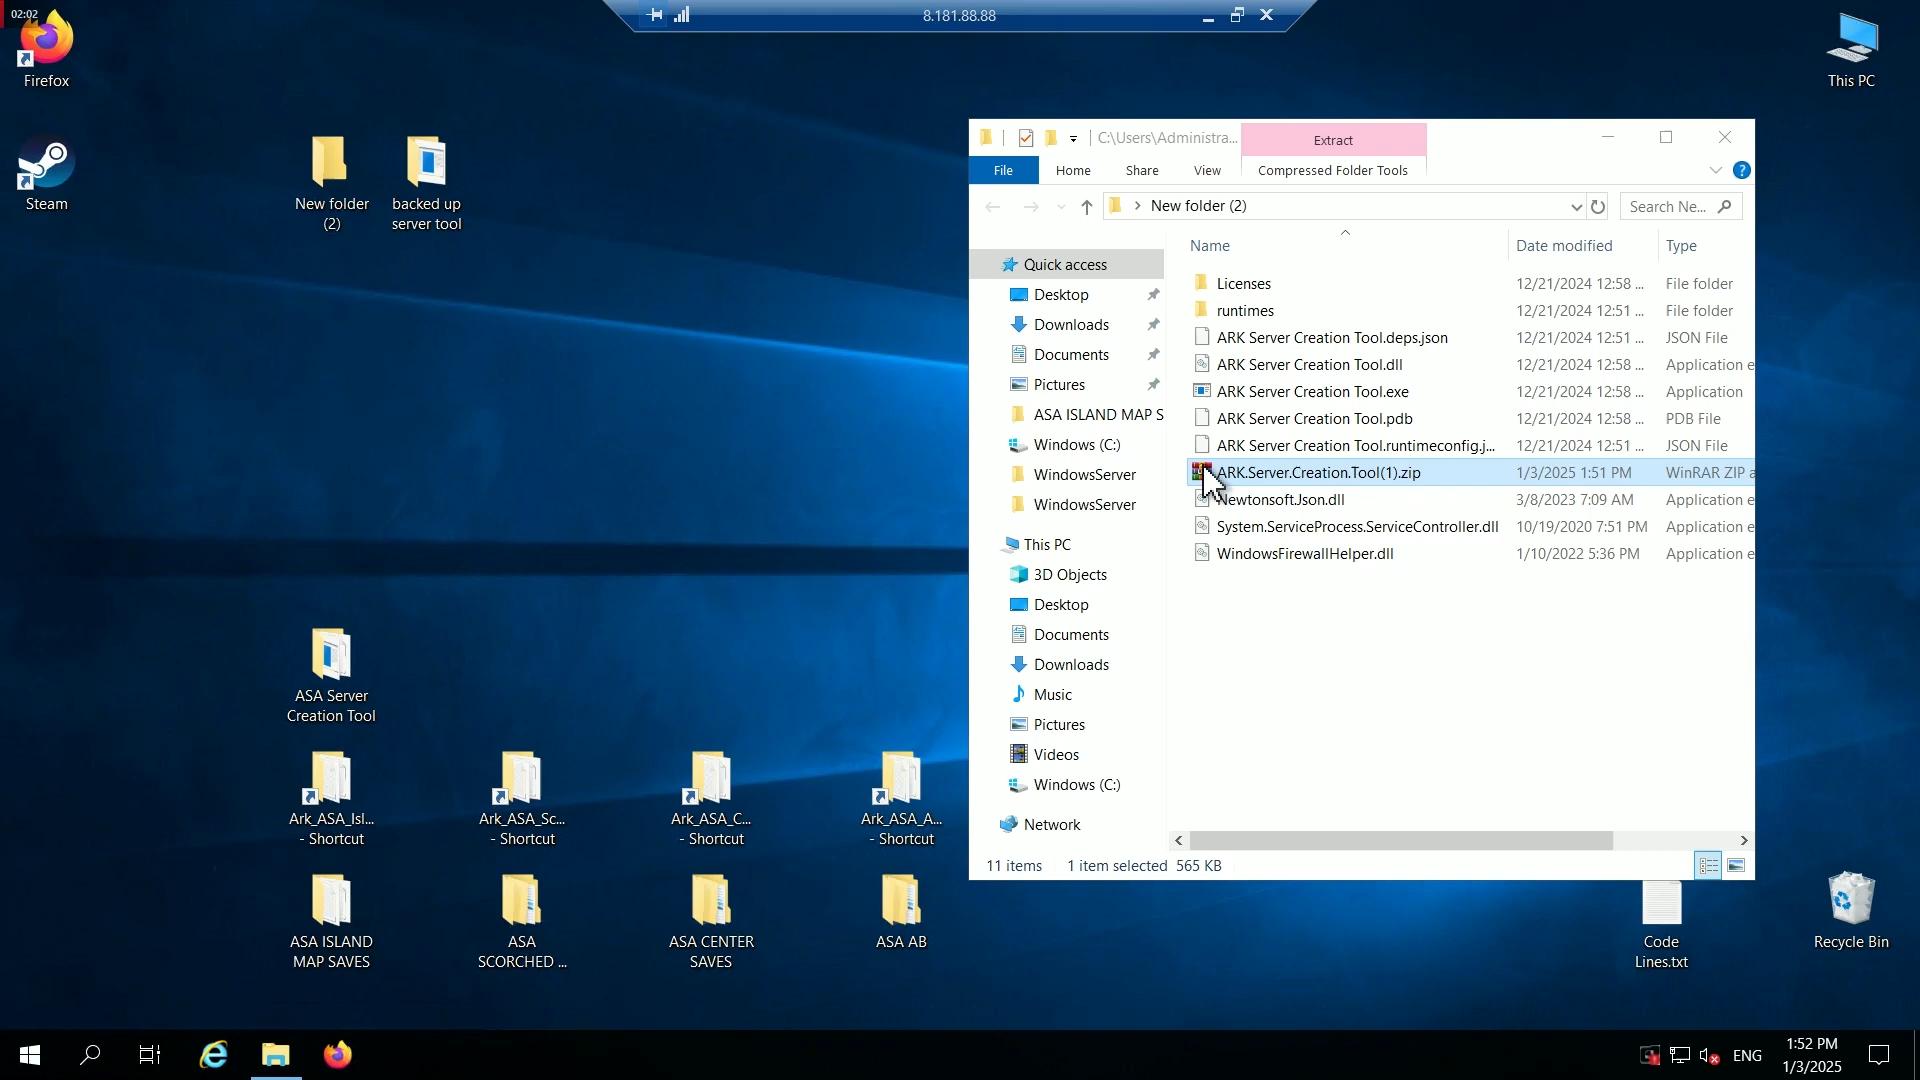 02:02
8.181.88.88
Firefox
This PC
Steam
New folder
(2)
backed up
server tool
C:\Users\Administra...
Extract
File
Home
Share
View
Compressed Folder Tools
New folder (2)
Search Ne...
Name
Date modified
Type
Quick access
Desktop
Downloads
Documents
Pictures
ASA ISLAND MAP S
Windows (C:)
WindowsServer
WindowsServer
This PC
3D Objects
Desktop
Documents
Downloads
Music
Pictures
Videos
Windows (C:)
Network
Licenses 12/21/2024 12:58 ... File folder
runtimes 12/21/2024 12:51 ... File folder
ARK Server Creation Tool.deps.json 12/21/2024 12:51 ... JSON File
ARK Server Creation Tool.dll 12/21/2024 12:58 ... Application e
ARK Server Creation Tool.exe 12/21/2024 12:58 ... Application
ARK Server Creation Tool.pdb 12/21/2024 12:58 ... PDB File
ARK Server Creation Tool.runtimeconfig.j... 12/21/2024 12:51 ... JSON File
ARK.Server.Creation.Tool(1).zip 1/3/2025 1:51 PM WinRAR ZIP a
Newtonsoft.Json.dll 3/8/2023 7:09 AM Application e
System.ServiceProcess.ServiceController.dll 10/19/2020 7:51 PM Application e
WindowsFirewallHelper.dll 1/10/2022 5:36 PM Application e
11 items 1 item selected 565 KB
ASA Server
Creation Tool
Ark_ASA_Isl...
- Shortcut
Ark_ASA_Sc...
- Shortcut
Ark_ASA_C...
- Shortcut
Ark_ASA_A...
- Shortcut
ASA ISLAND
MAP SAVES
ASA
SCORCHED ...
ASA CENTER
SAVES
ASA AB
Code
Lines.txt
Recycle Bin
ENG
1:52 PM
1/3/2025